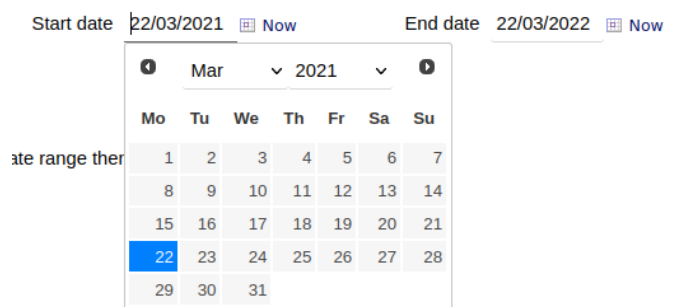 Start date 22/03/2021 Now End date 22/03/2022 Now
Mar 2021
Mo Tu We Th Fr Sa Su
ate range ther 1 2 3 4 5 6 7
8 9 10 11 12 13 14
15 16 17 18 19 20 21
22 23 24 25 26 27 28
29 30 31